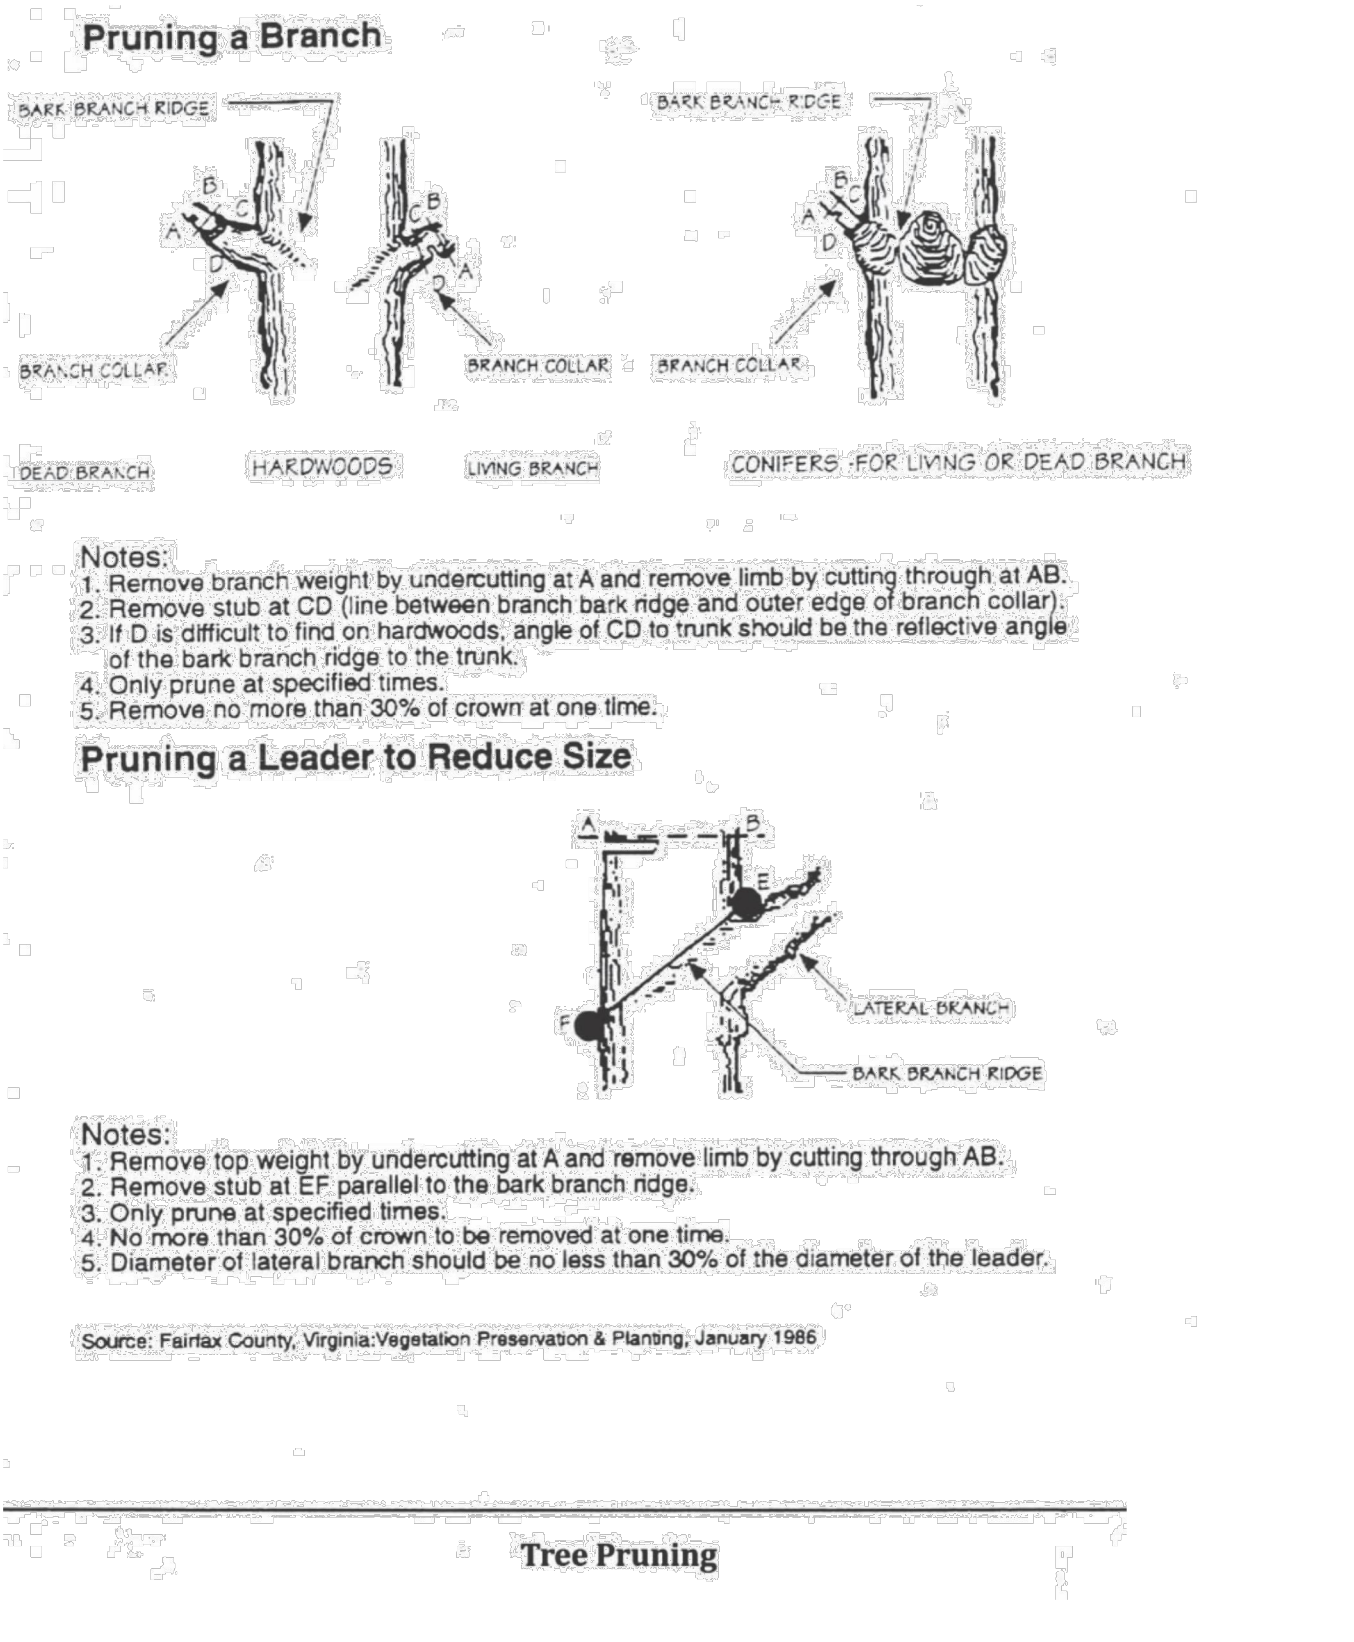 Pruning a Branch
BARK BRANCH RIDGE
BARK BRANCH RIDGE
B
C
A
D
C B
A
D
B
C
A
D
BRANCH COLLAR
BRANCH COLLAR
BRANCH COLLAR
DEAD BRANCH
HARDWOODS
LIVING BRANCH
CONIFERS - FOR LIVING OR DEAD BRANCH
Notes:
1. Remove branch weight by undercutting at A and remove limb by cutting through at AB.
2. Remove stub at CD (line between branch bark ridge and outer edge of branch collar).
3. If D is difficult to find on hardwoods, angle of CD to trunk should be the reflective angle
of the bark branch ridge to the trunk.
4. Only prune at specified times.
5. Remove no more than 30% of crown at one time.
Pruning a Leader to Reduce Size
A
B
E
F
LATERAL BRANCH
BARK BRANCH RIDGE
Notes:
1. Remove top weight by undercutting at A and remove limb by cutting through AB.
2. Remove stub at EF parallel to the bark branch ridge.
3. Only prune at specified times.
4. No more than 30% of crown to be removed at one time.
5. Diameter of lateral branch should be no less than 30% of the diameter of the leader.
Source: Fairfax County, Virginia:Vegetation Preservation & Planting, January 1986
Tree Pruning